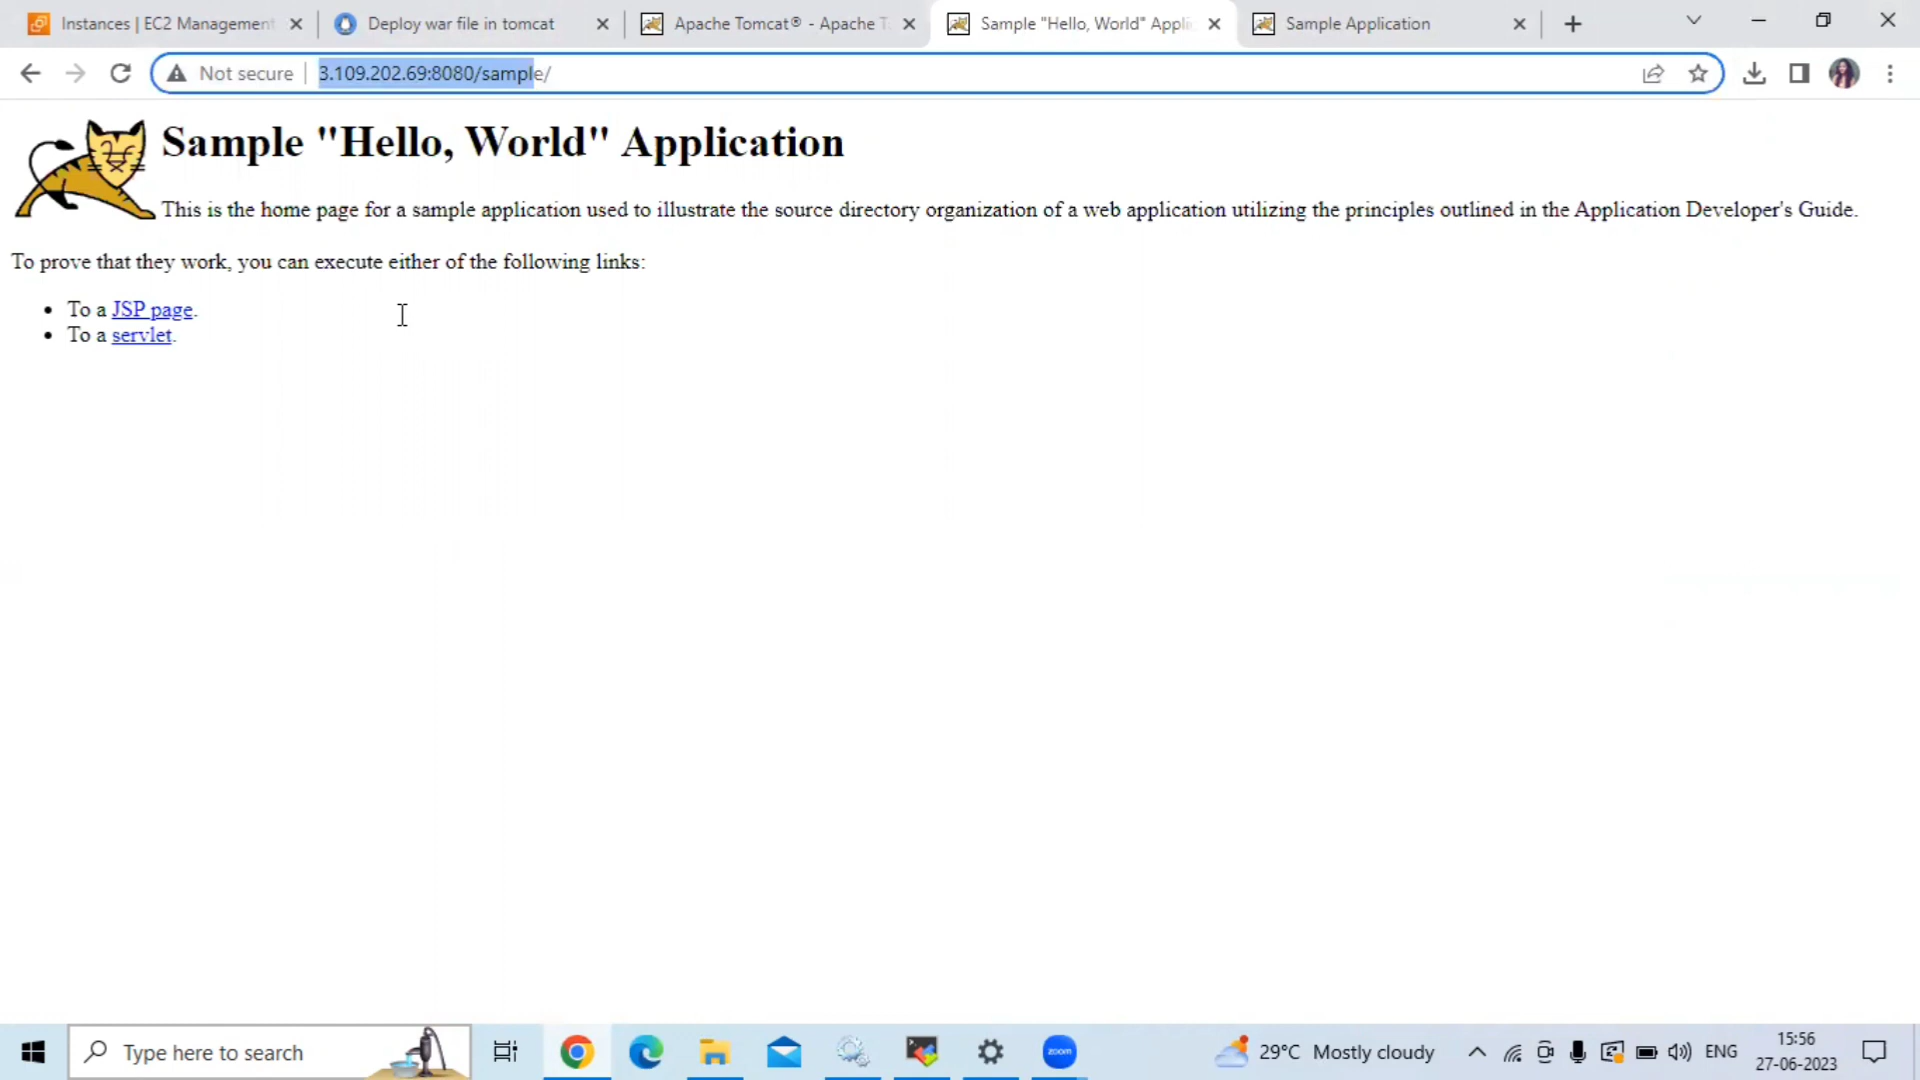 Instances | EC2 Management
Deploy war file in tomcat
Apache Tomcat® - Apache T
Sample "Hello, World" Appli
Sample Application
Not secure
3.109.202.69:8080/sample/
Sample "Hello, World" Application
This is the home page for a sample application used to illustrate the source directory organization of a web application utilizing the principles outlined in the Application Developer's Guide.
To prove that they work, you can execute either of the following links:
• To a JSP page.
• To a servlet.
Type here to search
zoom
29°C Mostly cloudy
ENG
15:56
27-06-2023